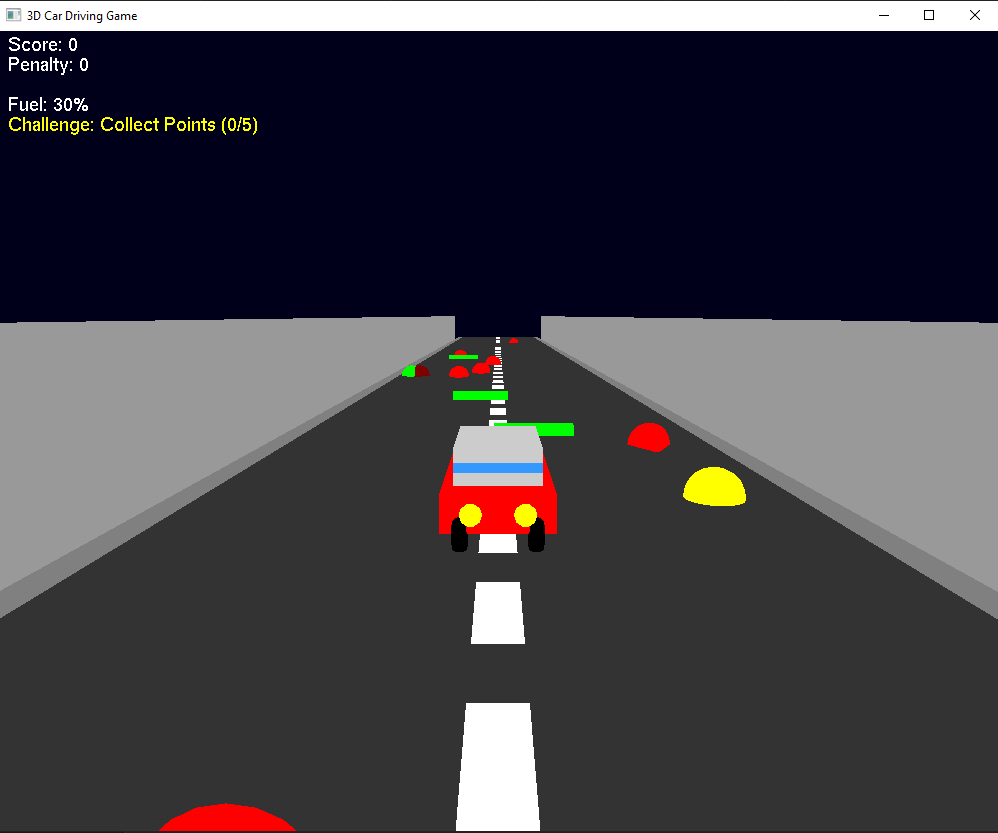 3D Car Driving Game
Score: 0
Penalty: 0
Fuel: 30%
Challenge: Collect Points (0/5)